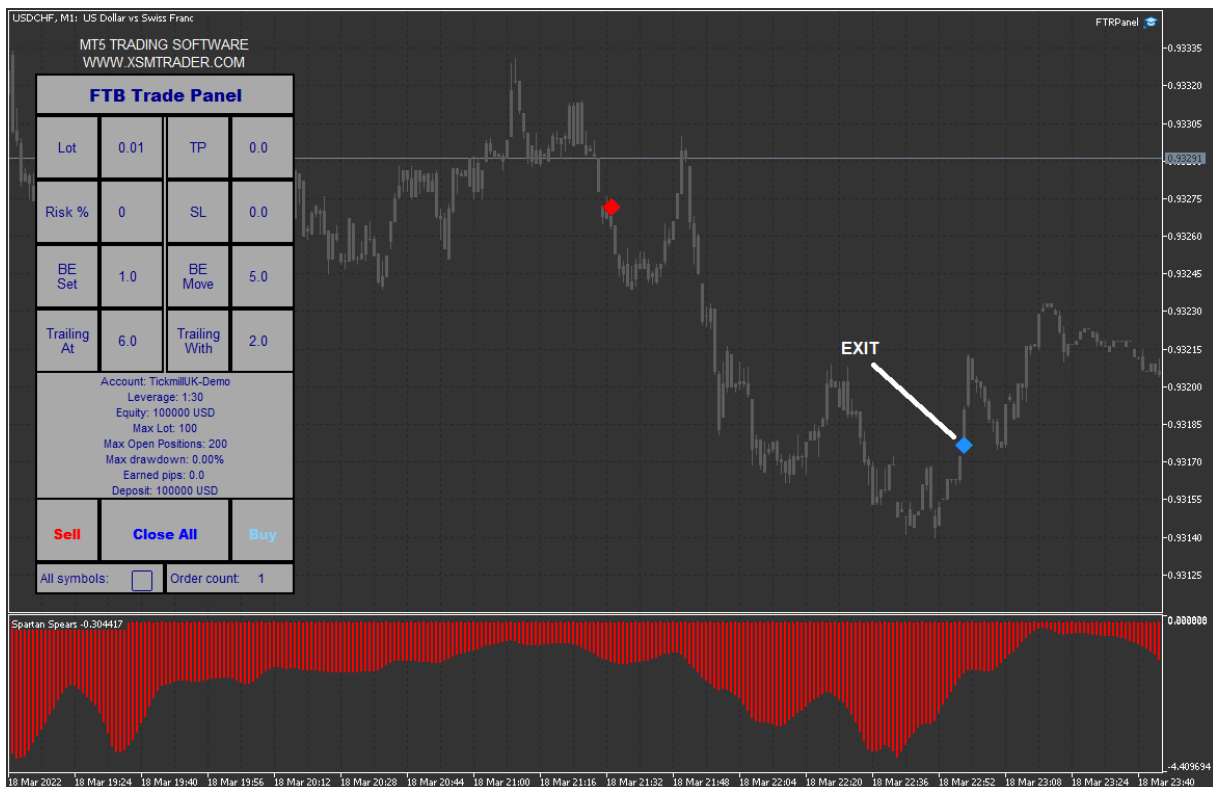 USDCHF, M1: US Dollar vs Swiss Franc
FTRPanel
MT5 TRADING SOFTWARE
WWW.XSMTRADER.COM
FTB Trade Panel
Lot 0.01 TP 0.0
Risk % 0 SL 0.0
BE Set 1.0 BE Move 5.0
Trailing At 6.0 Trailing With 2.0
Account: TickmillUK-Demo
Leverage: 1:30
Equity: 100000 USD
Max Lot: 100
Max Open Positions: 200
Max drawdown: 0.00%
Earned pips: 0.0
Deposit: 100000 USD
Sell Close All Buy
All symbols: Order count: 1
EXIT
0.93335
0.93320
0.93305
0.93291
0.93275
0.93260
0.93245
0.93230
0.93215
0.93200
0.93185
0.93170
0.93155
0.93140
0.93125
Spartan Spears -0.304417
-4.409694
18 Mar 2022 18 Mar 19:24 18 Mar 19:40 18 Mar 19:56 18 Mar 20:12 18 Mar 20:28 18 Mar 20:44 18 Mar 21:00 18 Mar 21:16 18 Mar 21:32 18 Mar 21:48 18 Mar 22:04 18 Mar 22:20 18 Mar 22:36 18 Mar 22:52 18 Mar 23:08 18 Mar 23:24 18 Mar 23:40